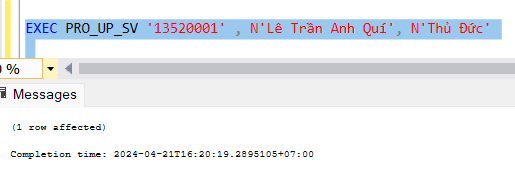 EXEC PRO_UP_SV '13520001' , N'Lê Trần Anh Quí', N'Thủ Đức'
%
Messages
(1 row affected)
Completion time: 2024-04-21T16:20:19.2895105+07:00